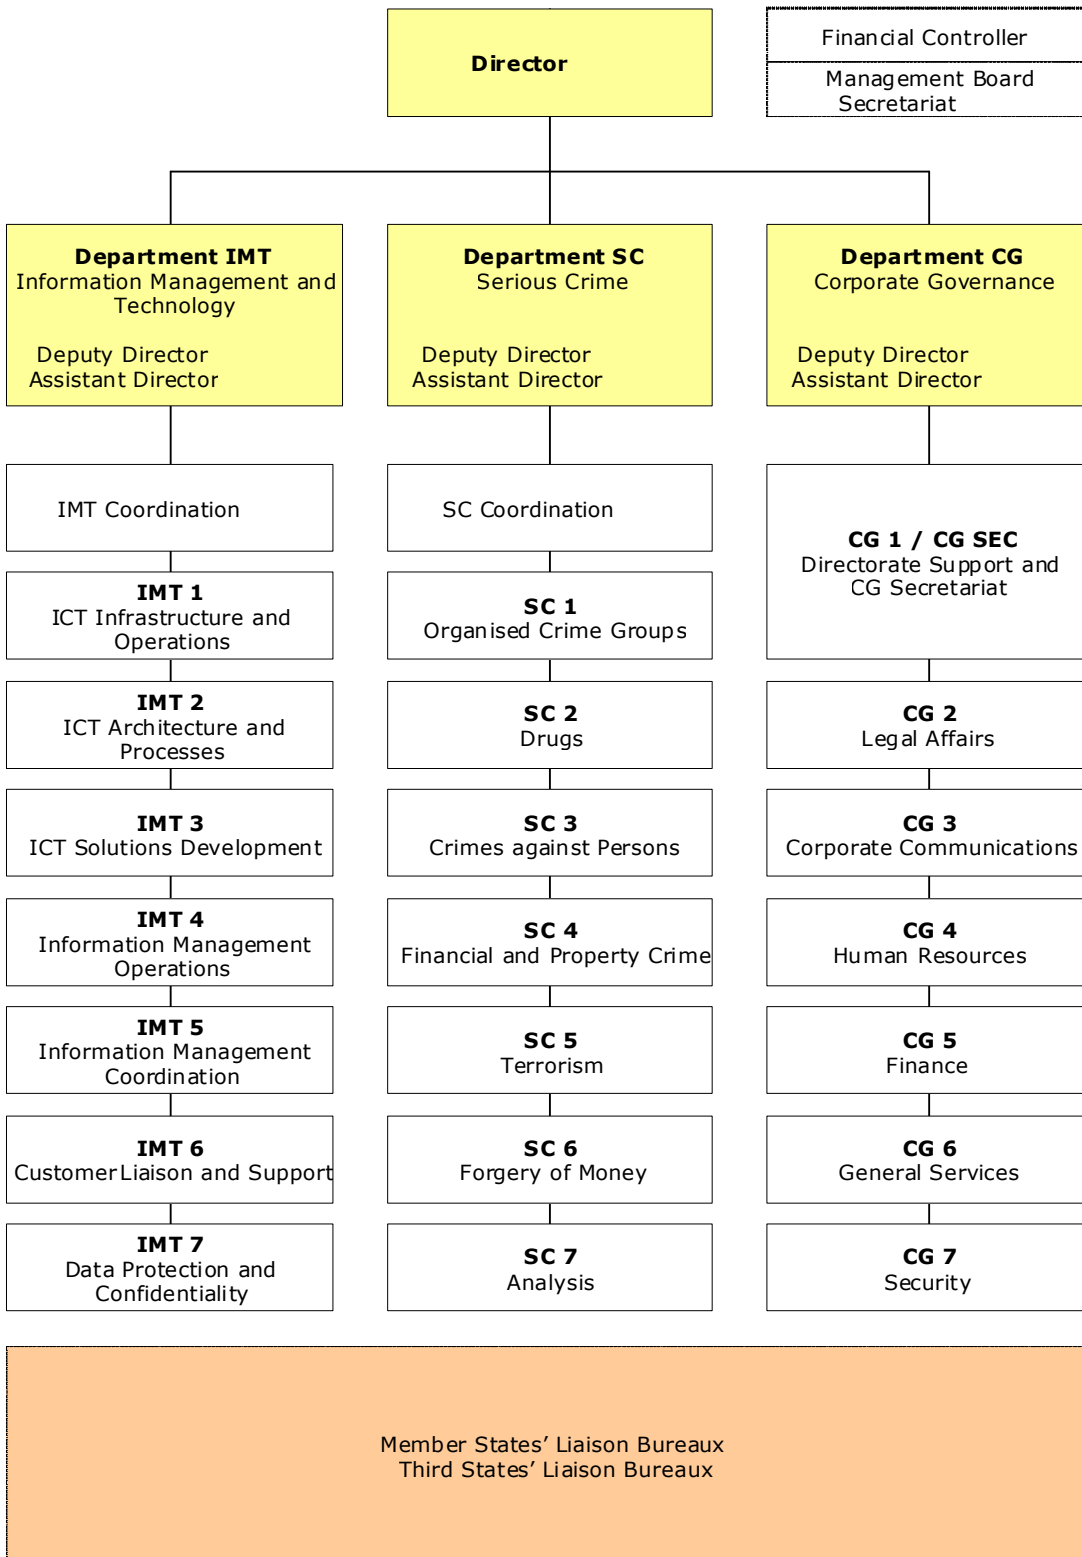 Director
Financial Controller
Management Board
Secretariat
Department IMT
Information Management and
Technology
Deputy Director
Assistant Director
Department SC
Serious Crime
Deputy Director
Assistant Director
Department CG
Corporate Governance
Deputy Director
Assistant Director
IMT Coordination
IMT 1
ICT Infrastructure and
Operations
IMT 2
ICT Architecture and
Processes
IMT 3
ICT Solutions Development
IMT 4
Information Management
Operations
IMT 5
Information Management
Coordination
IMT 6
Customer Liaison and Support
IMT 7
Data Protection and
Confidentiality
SC Coordination
SC 1
Organised Crime Groups
SC 2
Drugs
SC 3
Crimes against Persons
SC 4
Financial and Property Crime
SC 5
Terrorism
SC 6
Forgery of Money
SC 7
Analysis
CG 1 / CG SEC
Directorate Support and
CG Secretariat
CG 2
Legal Affairs
CG 3
Corporate Communications
CG 4
Human Resources
CG 5
Finance
CG 6
General Services
CG 7
Security
Member States’ Liaison Bureaux
Third States’ Liaison Bureaux